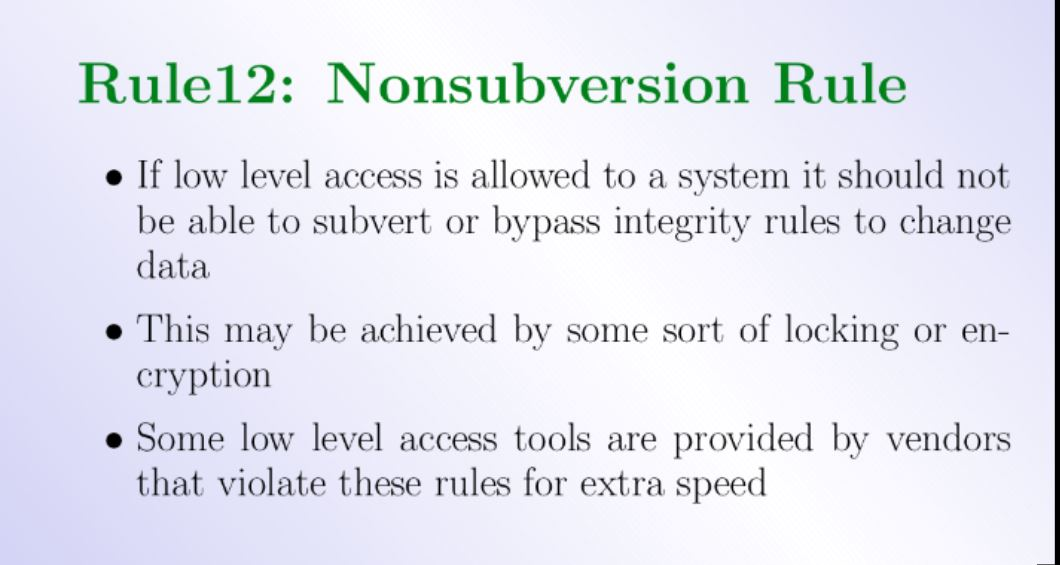 Rule12: Nonsubversion Rule
• If low level access is allowed to a system it should not
be able to subvert or bypass integrity rules to change
data
• This may be achieved by some sort of locking or en-
cryption
• Some low level access tools are provided by vendors
that violate these rules for extra speed